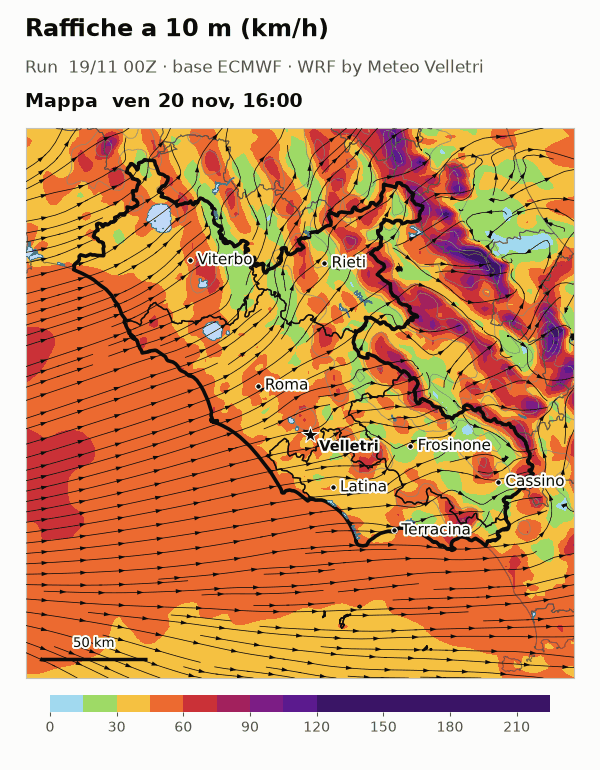 Raffiche a 10 m (km/h)
Run  19/11 00Z · base ECMWF · WRF by Meteo Velletri
Mappa  ven 20 nov, 16:00
Viterbo
Rieti
Roma
Velletri
Frosinone
Cassino
Latina
Terracina
50 km
0 30 60 90 120 150 180 210